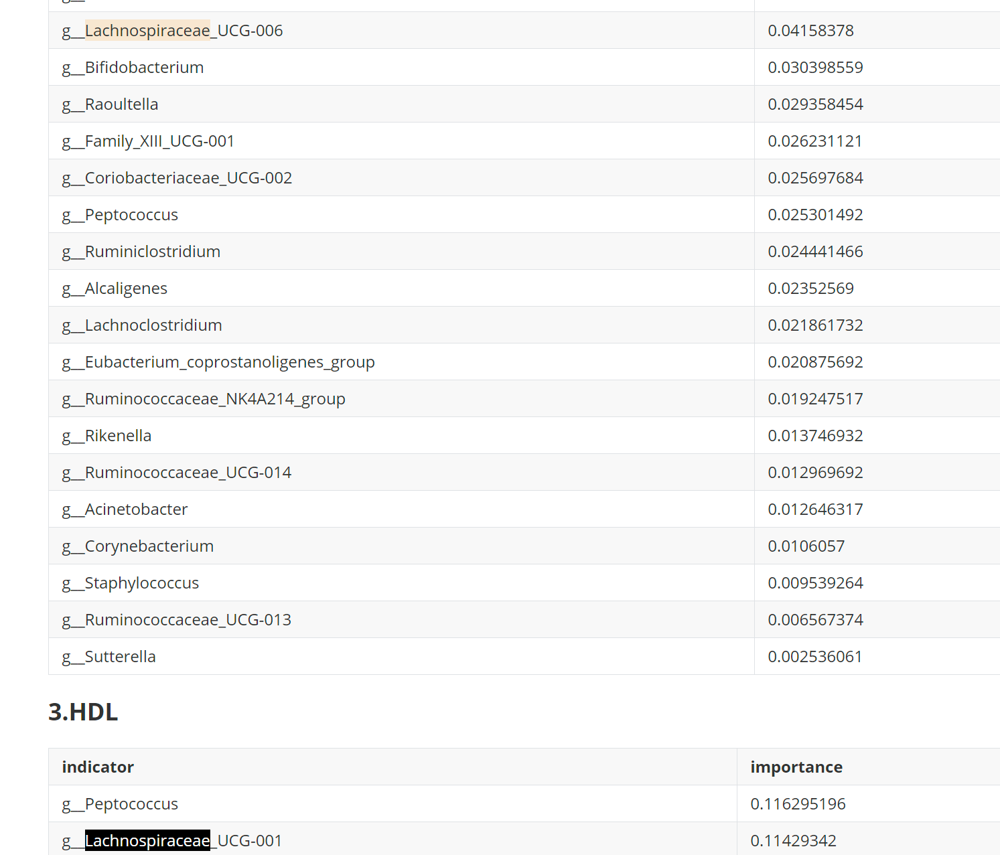 g__Lachnospiraceae_UCG-006 0.04158378
g__Bifidobacterium 0.030398559
g__Raoultella 0.029358454
g__Family_XIII_UCG-001 0.026231121
g__Coriobacteriaceae_UCG-002 0.025697684
g__Peptococcus 0.025301492
g__Ruminiclostridium 0.024441466
g__Alcaligenes 0.02352569
g__Lachnoclostridium 0.021861732
g__Eubacterium_coprostanoligenes_group 0.020875692
g__Ruminococcaceae_NK4A214_group 0.019247517
g__Rikenella 0.013746932
g__Ruminococcaceae_UCG-014 0.012969692
g__Acinetobacter 0.012646317
g__Corynebacterium 0.0106057
g__Staphylococcus 0.009539264
g__Ruminococcaceae_UCG-013 0.006567374
g__Sutterella 0.002536061
3.HDL
indicator importance
g__Peptococcus 0.116295196
g__Lachnospiraceae_UCG-001 0.11429342